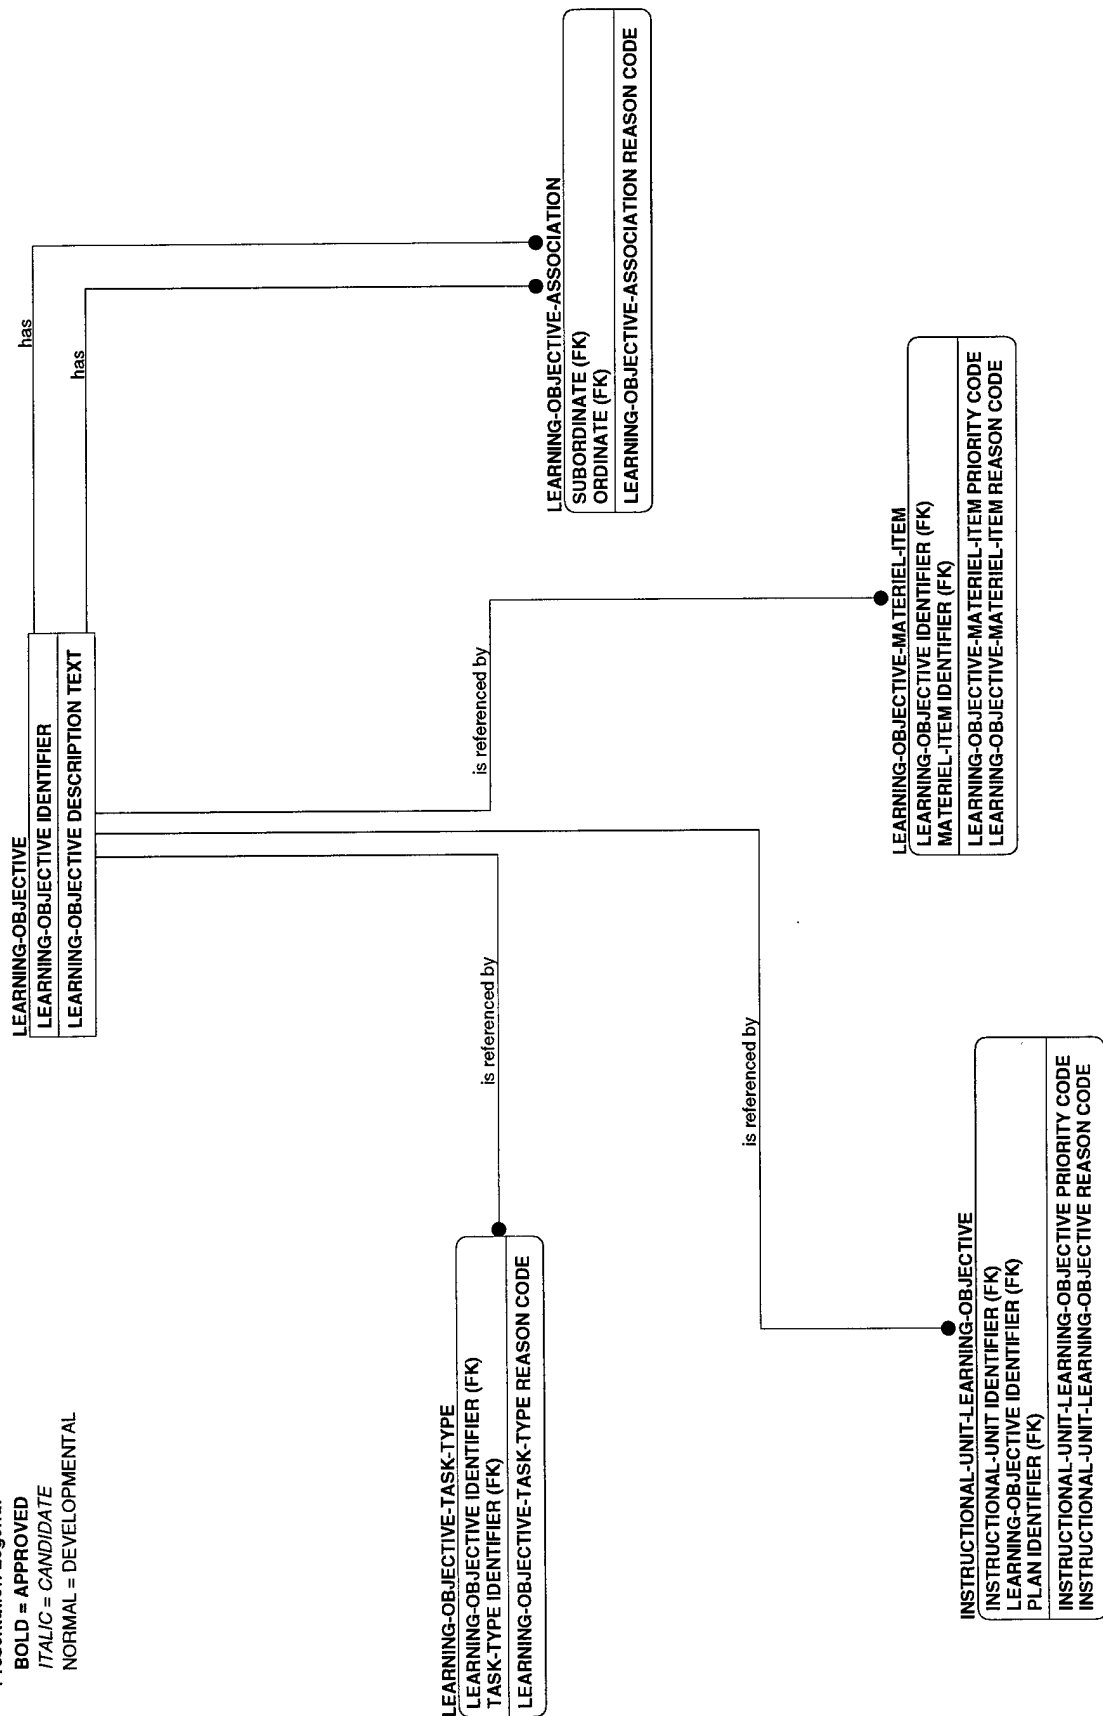 BOLD = APPROVED
ITALIC = CANDIDATE
NORMAL = DEVELOPMENTAL
LEARNING-OBJECTIVE
LEARNING-OBJECTIVE IDENTIFIER
LEARNING-OBJECTIVE DESCRIPTION TEXT
has
has
is referenced by
is referenced by
is referenced by
LEARNING-OBJECTIVE-TASK-TYPE
LEARNING-OBJECTIVE IDENTIFIER (FK)
TASK-TYPE IDENTIFIER (FK)
LEARNING-OBJECTIVE-TASK-TYPE REASON CODE
LEARNING-OBJECTIVE-ASSOCIATION
SUBORDINATE (FK)
ORDINATE (FK)
LEARNING-OBJECTIVE-ASSOCIATION REASON CODE
LEARNING-OBJECTIVE-MATERIEL-ITEM
LEARNING-OBJECTIVE IDENTIFIER (FK)
MATERIEL-ITEM IDENTIFIER (FK)
LEARNING-OBJECTIVE-MATERIEL-ITEM PRIORITY CODE
LEARNING-OBJECTIVE-MATERIEL-ITEM REASON CODE
INSTRUCTIONAL-UNIT-LEARNING-OBJECTIVE
INSTRUCTIONAL-UNIT IDENTIFIER (FK)
LEARNING-OBJECTIVE IDENTIFIER (FK)
PLAN IDENTIFIER (FK)
INSTRUCTIONAL-UNIT-LEARNING-OBJECTIVE PRIORITY CODE
INSTRUCTIONAL-UNIT-LEARNING-OBJECTIVE REASON CODE